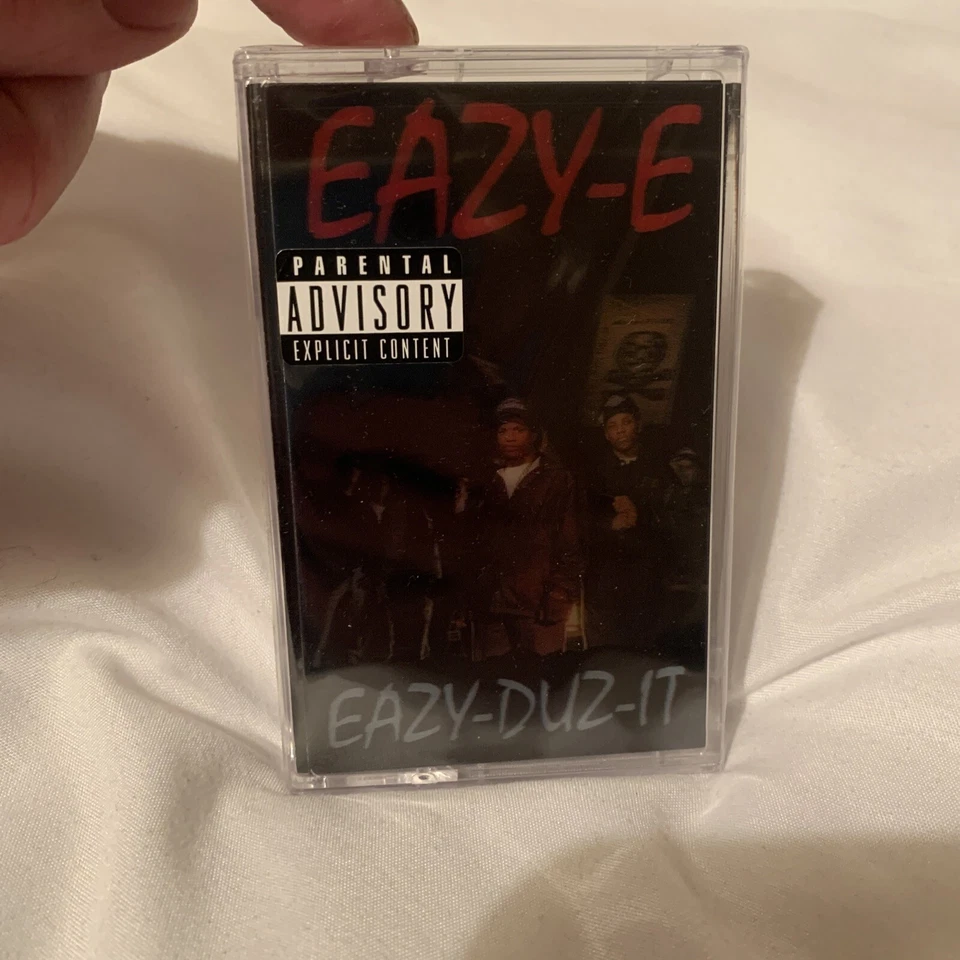 EAZY-E
PARENTAL
ADVISORY
EXPLICIT CONTENT
EAZY-DUZ-IT